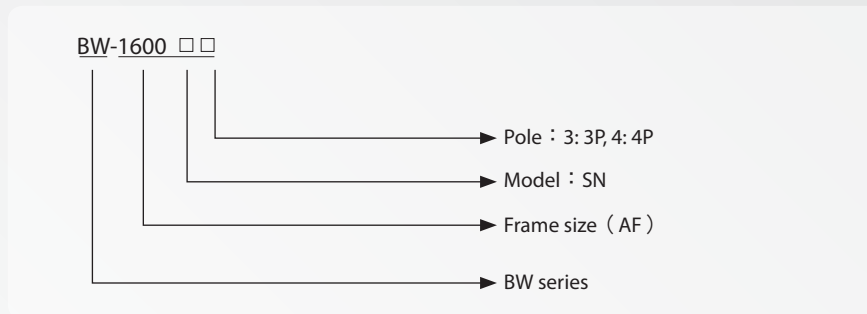 BW-1600 □□
Pole：3: 3P, 4: 4P
Model：SN
Frame size（AF）
BW series